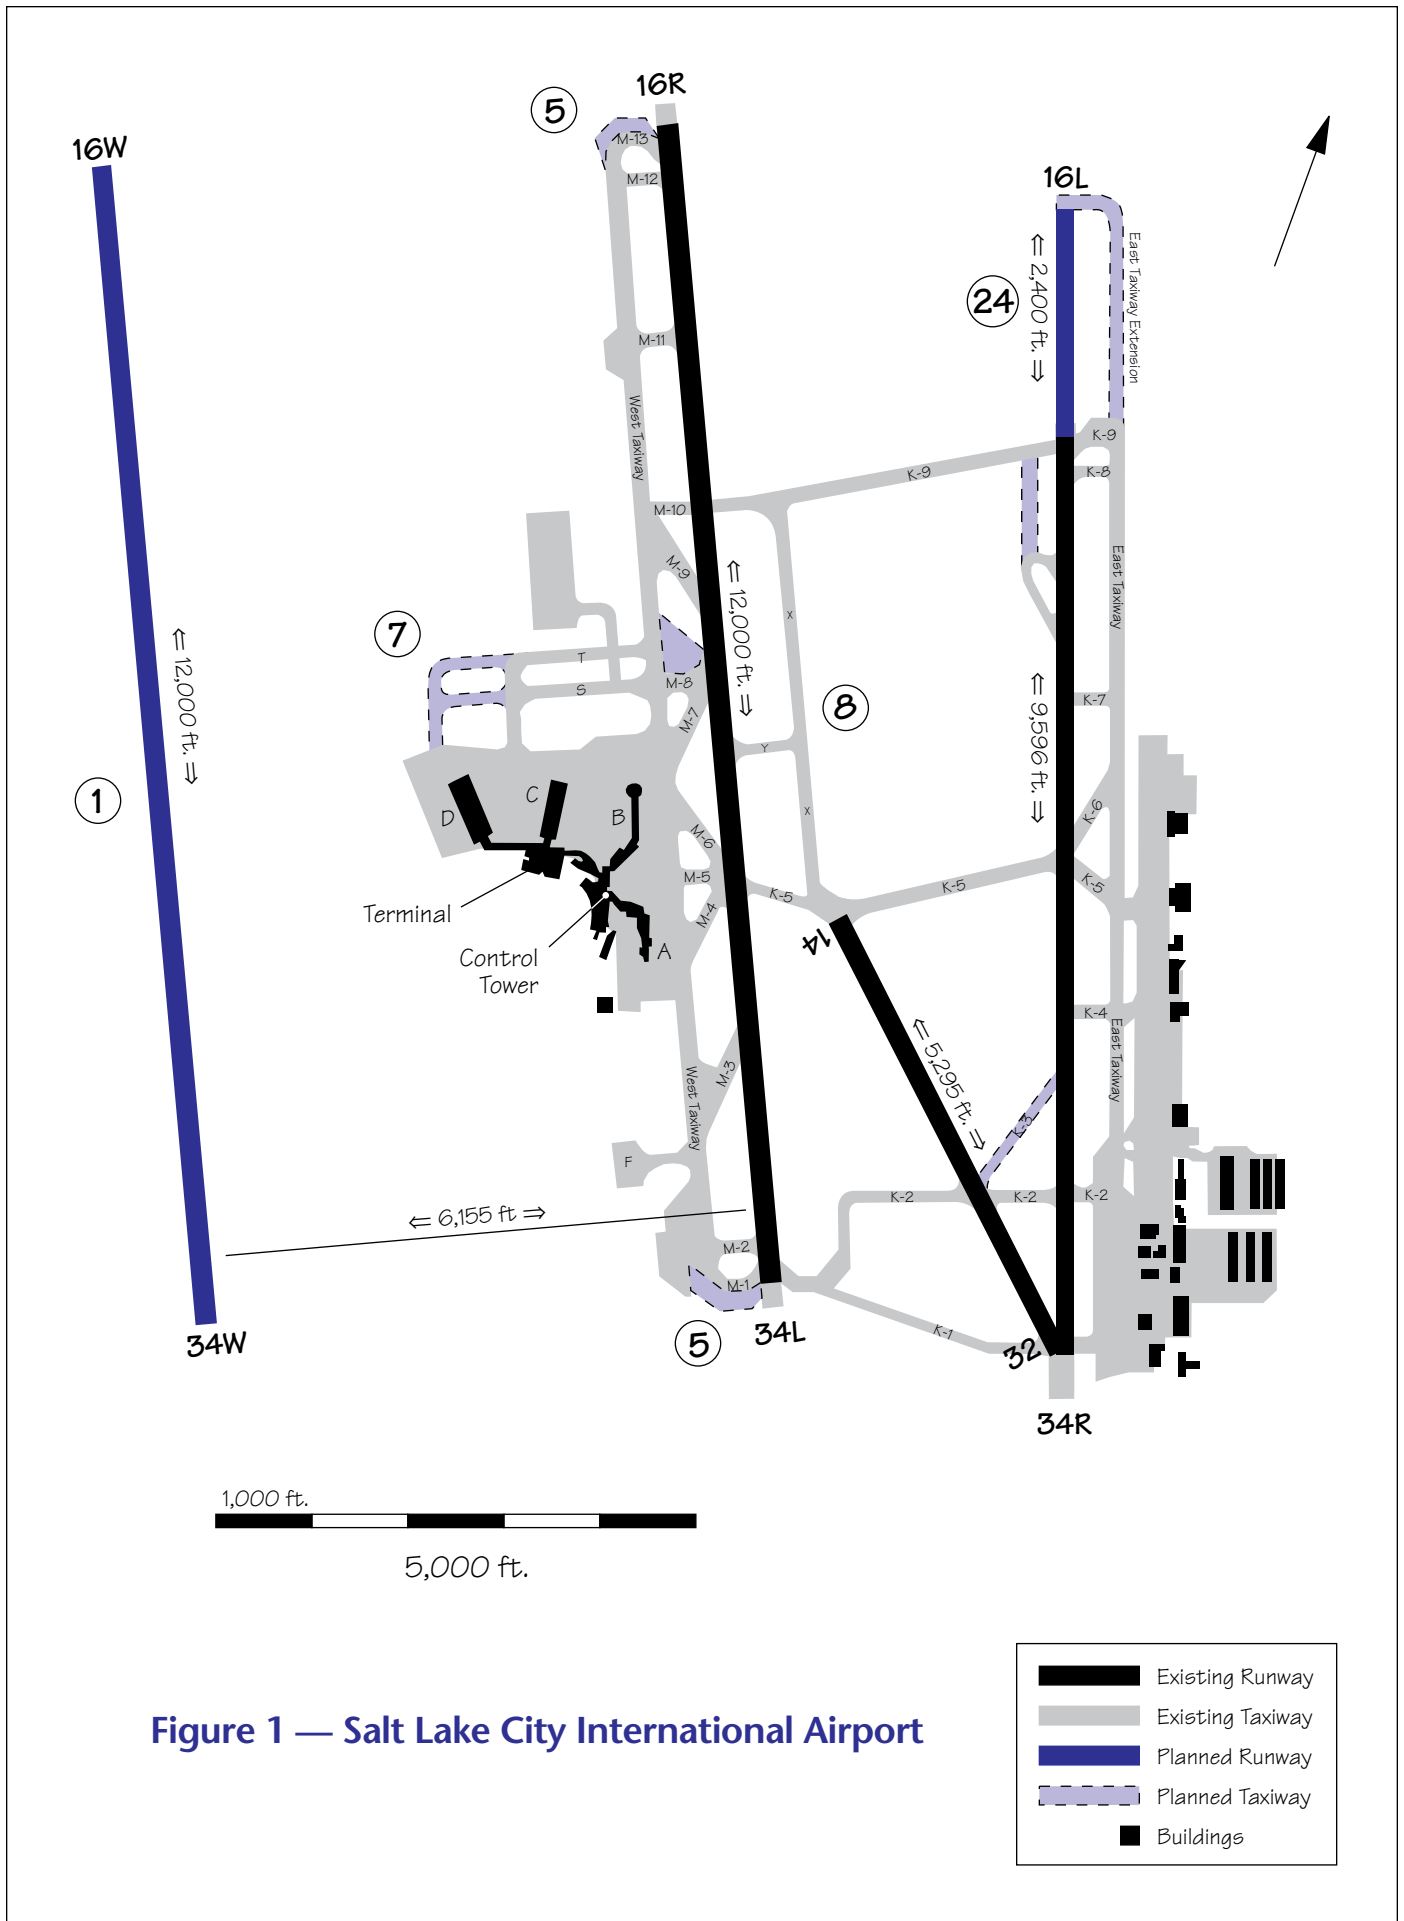 16R
5
16W
M-13
M-12
16L
East Taxiway Extension
⇐ 2,400 ft. ⇒
24
M-11
West Taxiway
K-9
K-9
K-8
M-10
M-9
East Taxiway
⇐ 12,000 ft. ⇒
X
7
⇐ 12,000 ft. ⇒
T
S
M-8
M-7
8
K-7
⇐ 9,596 ft. ⇒
Y
1
D
C
B
X
K-6
M-6
M-5
K-5
K-5
K-5
M-4
Terminal
14
A
Control
Tower
K-4
East Taxiway
⇐ 5,295 ft. ⇒
M-3
West Taxiway
K-3
F
K-2
K-2
K-2
⇐ 6,155 ft ⇒
M-2
M-1
34W
5
34L
K-1
32
34R
1,000 ft.
5,000 ft.
Existing Runway
Existing Taxiway
Figure 1 — Salt Lake City International Airport
Planned Runway
Planned Taxiway
Buildings